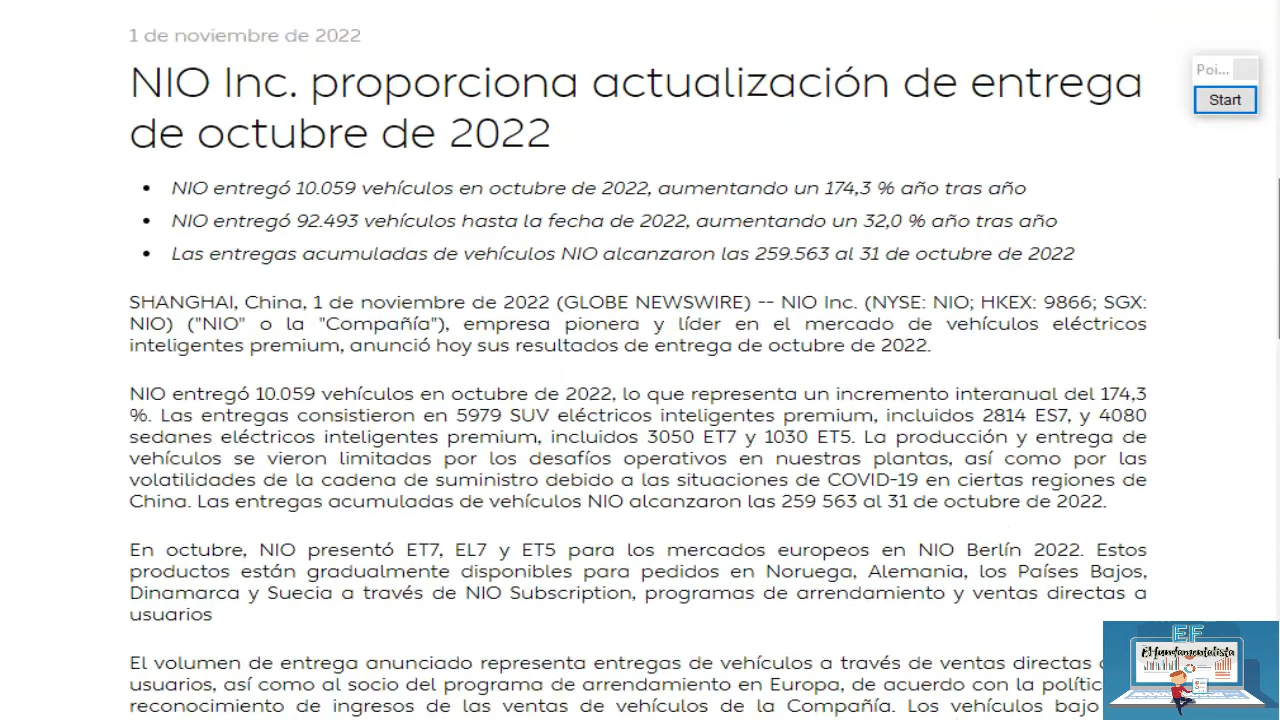 1 de noviembre de 2022
NIO Inc. proporciona actualización de entrega
de octubre de 2022
Poi...
Start
• NIO entregó 10.059 vehículos en octubre de 2022, aumentando un 174,3 % año tras año
• NIO entregó 92.493 vehículos hasta la fecha de 2022, aumentando un 32,0 % año tras año
• Las entregas acumuladas de vehículos NIO alcanzaron las 259.563 al 31 de octubre de 2022
SHANGHAI, China, 1 de noviembre de 2022 (GLOBE NEWSWIRE) -- NIO Inc. (NYSE: NIO; HKEX: 9866; SGX:
NIO) ("NIO" o la "Compañía"), empresa pionera y líder en el mercado de vehículos eléctricos
inteligentes premium, anunció hoy sus resultados de entrega de octubre de 2022.
NIO entregó 10.059 vehículos en octubre de 2022, lo que representa un incremento interanual del 174,3
%. Las entregas consistieron en 5979 SUV eléctricos inteligentes premium, incluidos 2814 ES7, y 4080
sedanes eléctricos inteligentes premium, incluidos 3050 ET7 y 1030 ET5. La producción y entrega de
vehículos se vieron limitadas por los desafíos operativos en nuestras plantas, así como por las
volatilidades de la cadena de suministro debido a las situaciones de COVID-19 en ciertas regiones de
China. Las entregas acumuladas de vehículos NIO alcanzaron las 259 563 al 31 de octubre de 2022.
En octubre, NIO presentó ET7, EL7 y ET5 para los mercados europeos en NIO Berlín 2022. Estos
productos están gradualmente disponibles para pedidos en Noruega, Alemania, los Países Bajos,
Dinamarca y Suecia a través de NIO Subscription, programas de arrendamiento y ventas directas a
usuarios
El volumen de entrega anunciado representa entregas de vehículos a través de ventas directas
usuarios, así como al socio del programa de arrendamiento en Europa, de acuerdo con la
reconocimiento de ingresos de la ventas de vehículos de la Compañía. Los vehículos bajo
EF
El fundamentalista